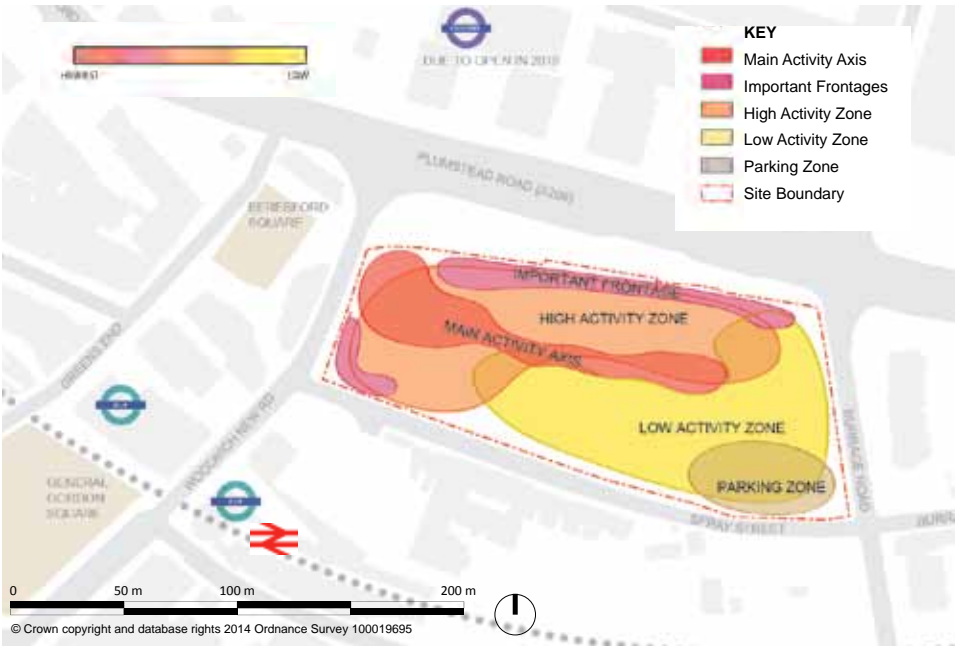 HIGHEST
LOW
DUE TO OPEN IN 2018
KEY
Main Activity Axis
Important Frontages
High Activity Zone
Low Activity Zone
Parking Zone
Site Boundary
PLUMSTEAD ROAD (A206)
BERESFORD
SQUARE
IMPORTANT FRONTAGE
HIGH ACTIVITY ZONE
MAIN ACTIVITY AXIS
GREENS END
WOOLWICH NEW RD
LOW ACTIVITY ZONE
BURRAGE ROAD
GENERAL
GORDON
SQUARE
PARKING ZONE
SPRAY STREET
0 50 m 100 m 200 m
© Crown copyright and database rights 2014 Ordnance Survey 100019695